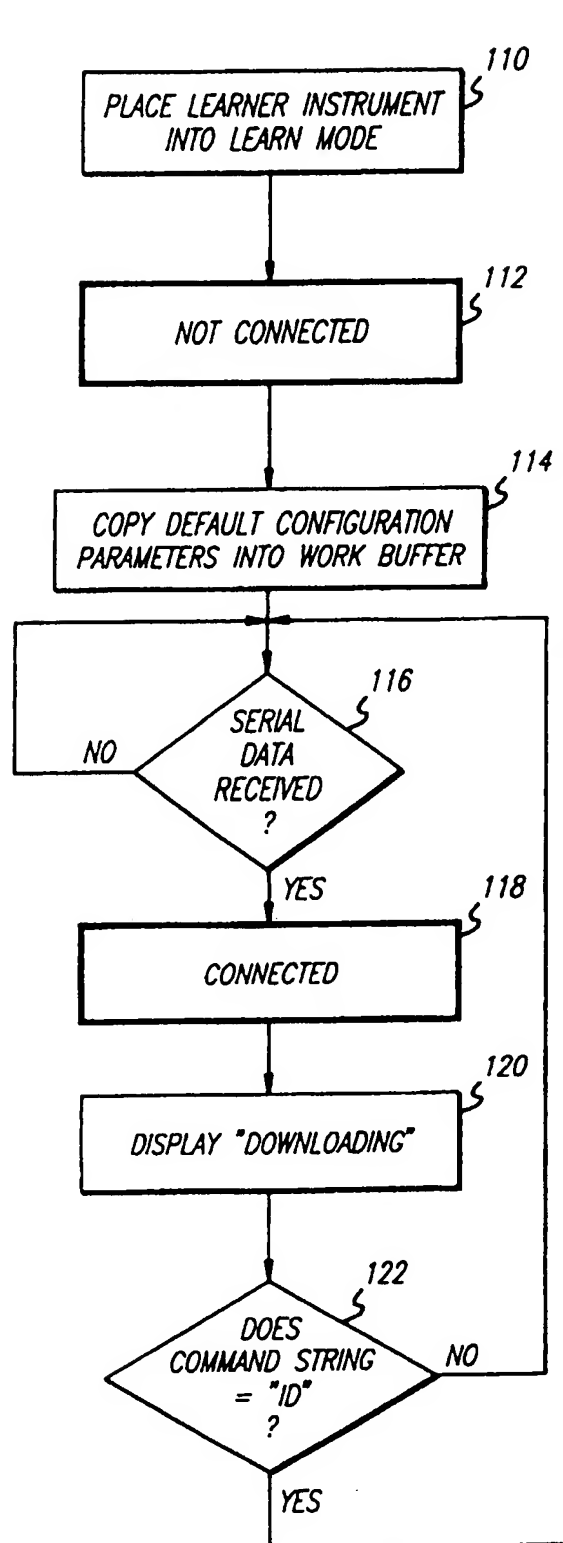 110
PLACE LEARNER INSTRUMENT
INTO LEARN MODE
112
NOT CONNECTED
114
COPY DEFAULT CONFIGURATION
PARAMETERS INTO WORK BUFFER
116
SERIAL
DATA
RECEIVED
?
NO
YES
118
CONNECTED
120
DISPLAY "DOWNLOADING"
122
DOES
COMMAND STRING
= "ID"
?
NO
YES